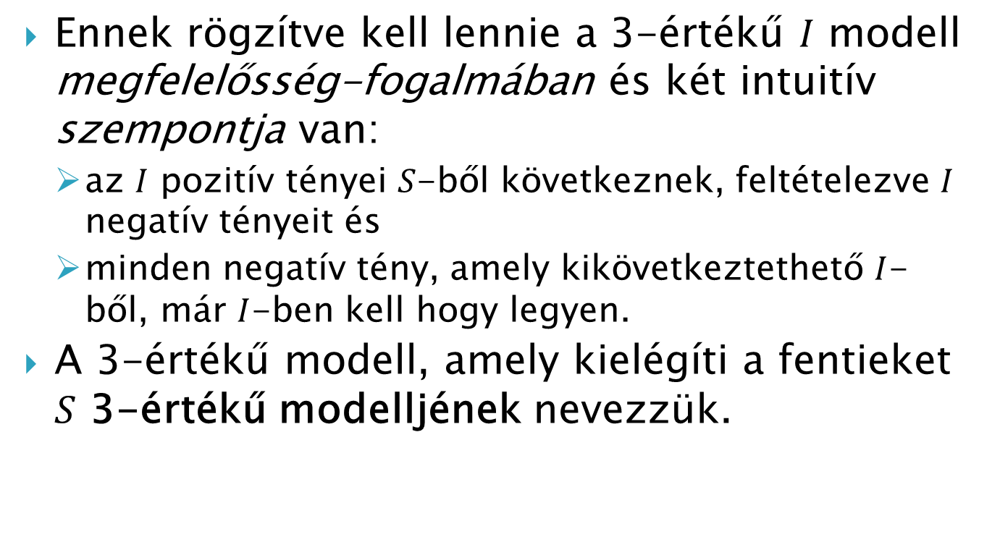 Ennek rögzítve kell lennie a 3-értékű I modell
megfelelősség-fogalmában és két intuitív
szempontja van:
az I pozitív tényei S-ből következnek, feltételezve I
negatív tényeit és
minden negatív tény, amely kikövetkeztethető I-
ből, már I-ben kell hogy legyen.
A 3-értékű modell, amely kielégíti a fentieket
S 3-értékű modelljének nevezzük.